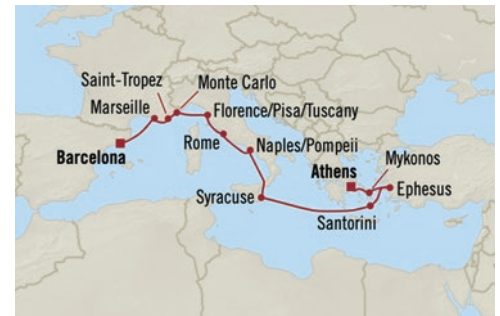 Saint-Tropez
Monte Carlo
Marseille
Florence/Pisa/Tuscany
Rome
Naples/Pompeii
Barcelona
Athens
Mykonos
Ephesus
Syracuse
Santorini